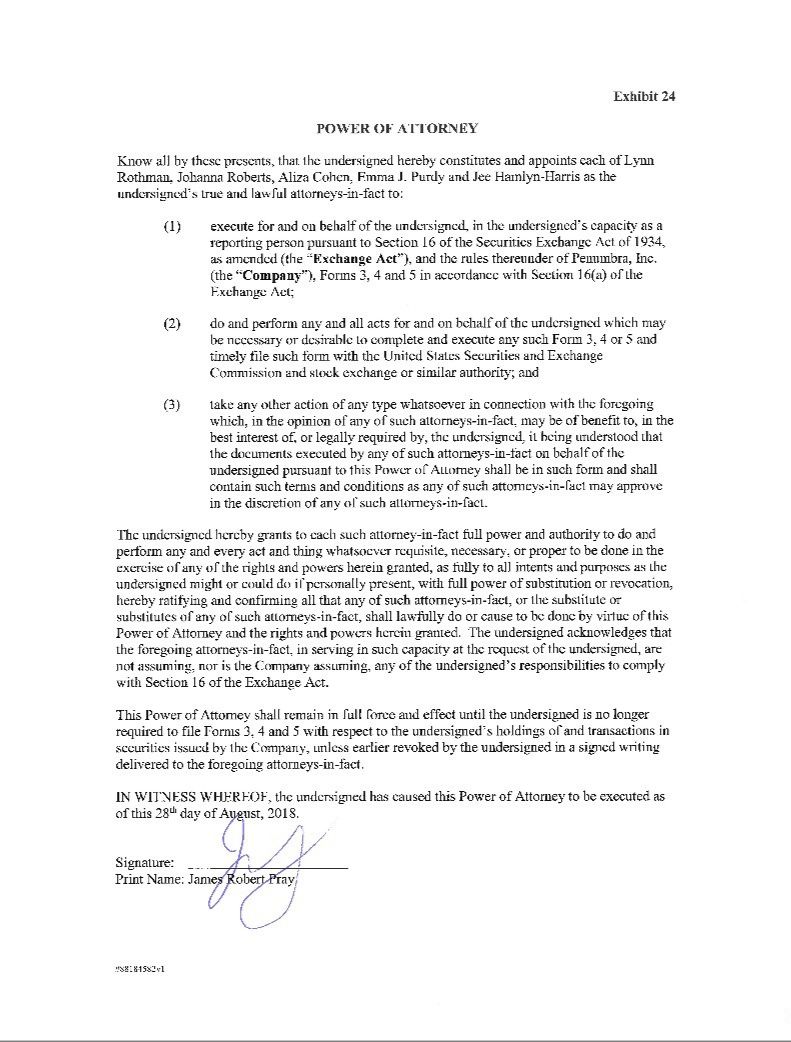 Exhibit 24
POWER OF ATTORNEY
Know all by these presents, that the undersigned hereby constitutes and appoints each of Lynn
Rothman, Johanna Roberts, Aliza Cohen, Emma J. Purdy and Jee Hamlyn-Harris as the
undersigned's true and lawful attorneys-in-fact to:
(1) execute for and on behalf of the undersigned, in the undersigned's capacity as a
reporting person pursuant to Section 16 of the Securities Exchange Act of 1934,
as amended (the "Exchange Act"), and the rules thereunder of Penumbra, Inc.
(the "Company"), Forms 3, 4 and 5 in accordance with Section 16(a) of the
Exchange Act;
(2) do and perform any and all acts for and on behalf of the undersigned which may
be necessary or desirable to complete and execute any such Form 3, 4 or 5 and
timely file such form with the United States Securities and Exchange
Commission and stock exchange or similar authority; and
(3) take any other action of any type whatsoever in connection with the foregoing
which, in the opinion of any of such attorneys-in-fact, may be of benefit to, in the
best interest of, or legally required by, the undersigned, it being understood that
the documents executed by any of such attorneys-in-fact on behalf of the
undersigned pursuant to this Power of Attorney shall be in such form and shall
contain such terms and conditions as any of such attorneys-in-fact may approve
in the discretion of any of such attorneys-in-fact.
The undersigned hereby grants to each such attorney-in-fact full power and authority to do and
perform any and every act and thing whatsoever requisite, necessary, or proper to be done in the
exercise of any of the rights and powers herein granted, as fully to all intents and purposes as the
undersigned might or could do if personally present, with full power of substitution or revocation,
hereby ratifying and confirming all that any of such attorneys-in-fact, or the substitute or
substitutes of any of such attorneys-in-fact, shall lawfully do or cause to be done by virtue of this
Power of Attorney and the rights and powers herein granted. The undersigned acknowledges that
the foregoing attorneys-in-fact, in serving in such capacity at the request of the undersigned, are
not assuming, nor is the Company assuming, any of the undersigned's responsibilities to comply
with Section 16 of the Exchange Act.
This Power of Attorney shall remain in full force and effect until the undersigned is no longer
required to file Forms 3, 4 and 5 with respect to the undersigned's holdings of and transactions in
securities issued by the Company, unless earlier revoked by the undersigned in a signed writing
delivered to the foregoing attorneys-in-fact.
IN WITNESS WHEREOF, the undersigned has caused this Power of Attorney to be executed as
of this 28th day of August, 2018.
Signature:
Print Name: James Robert Pray
#88184582v1